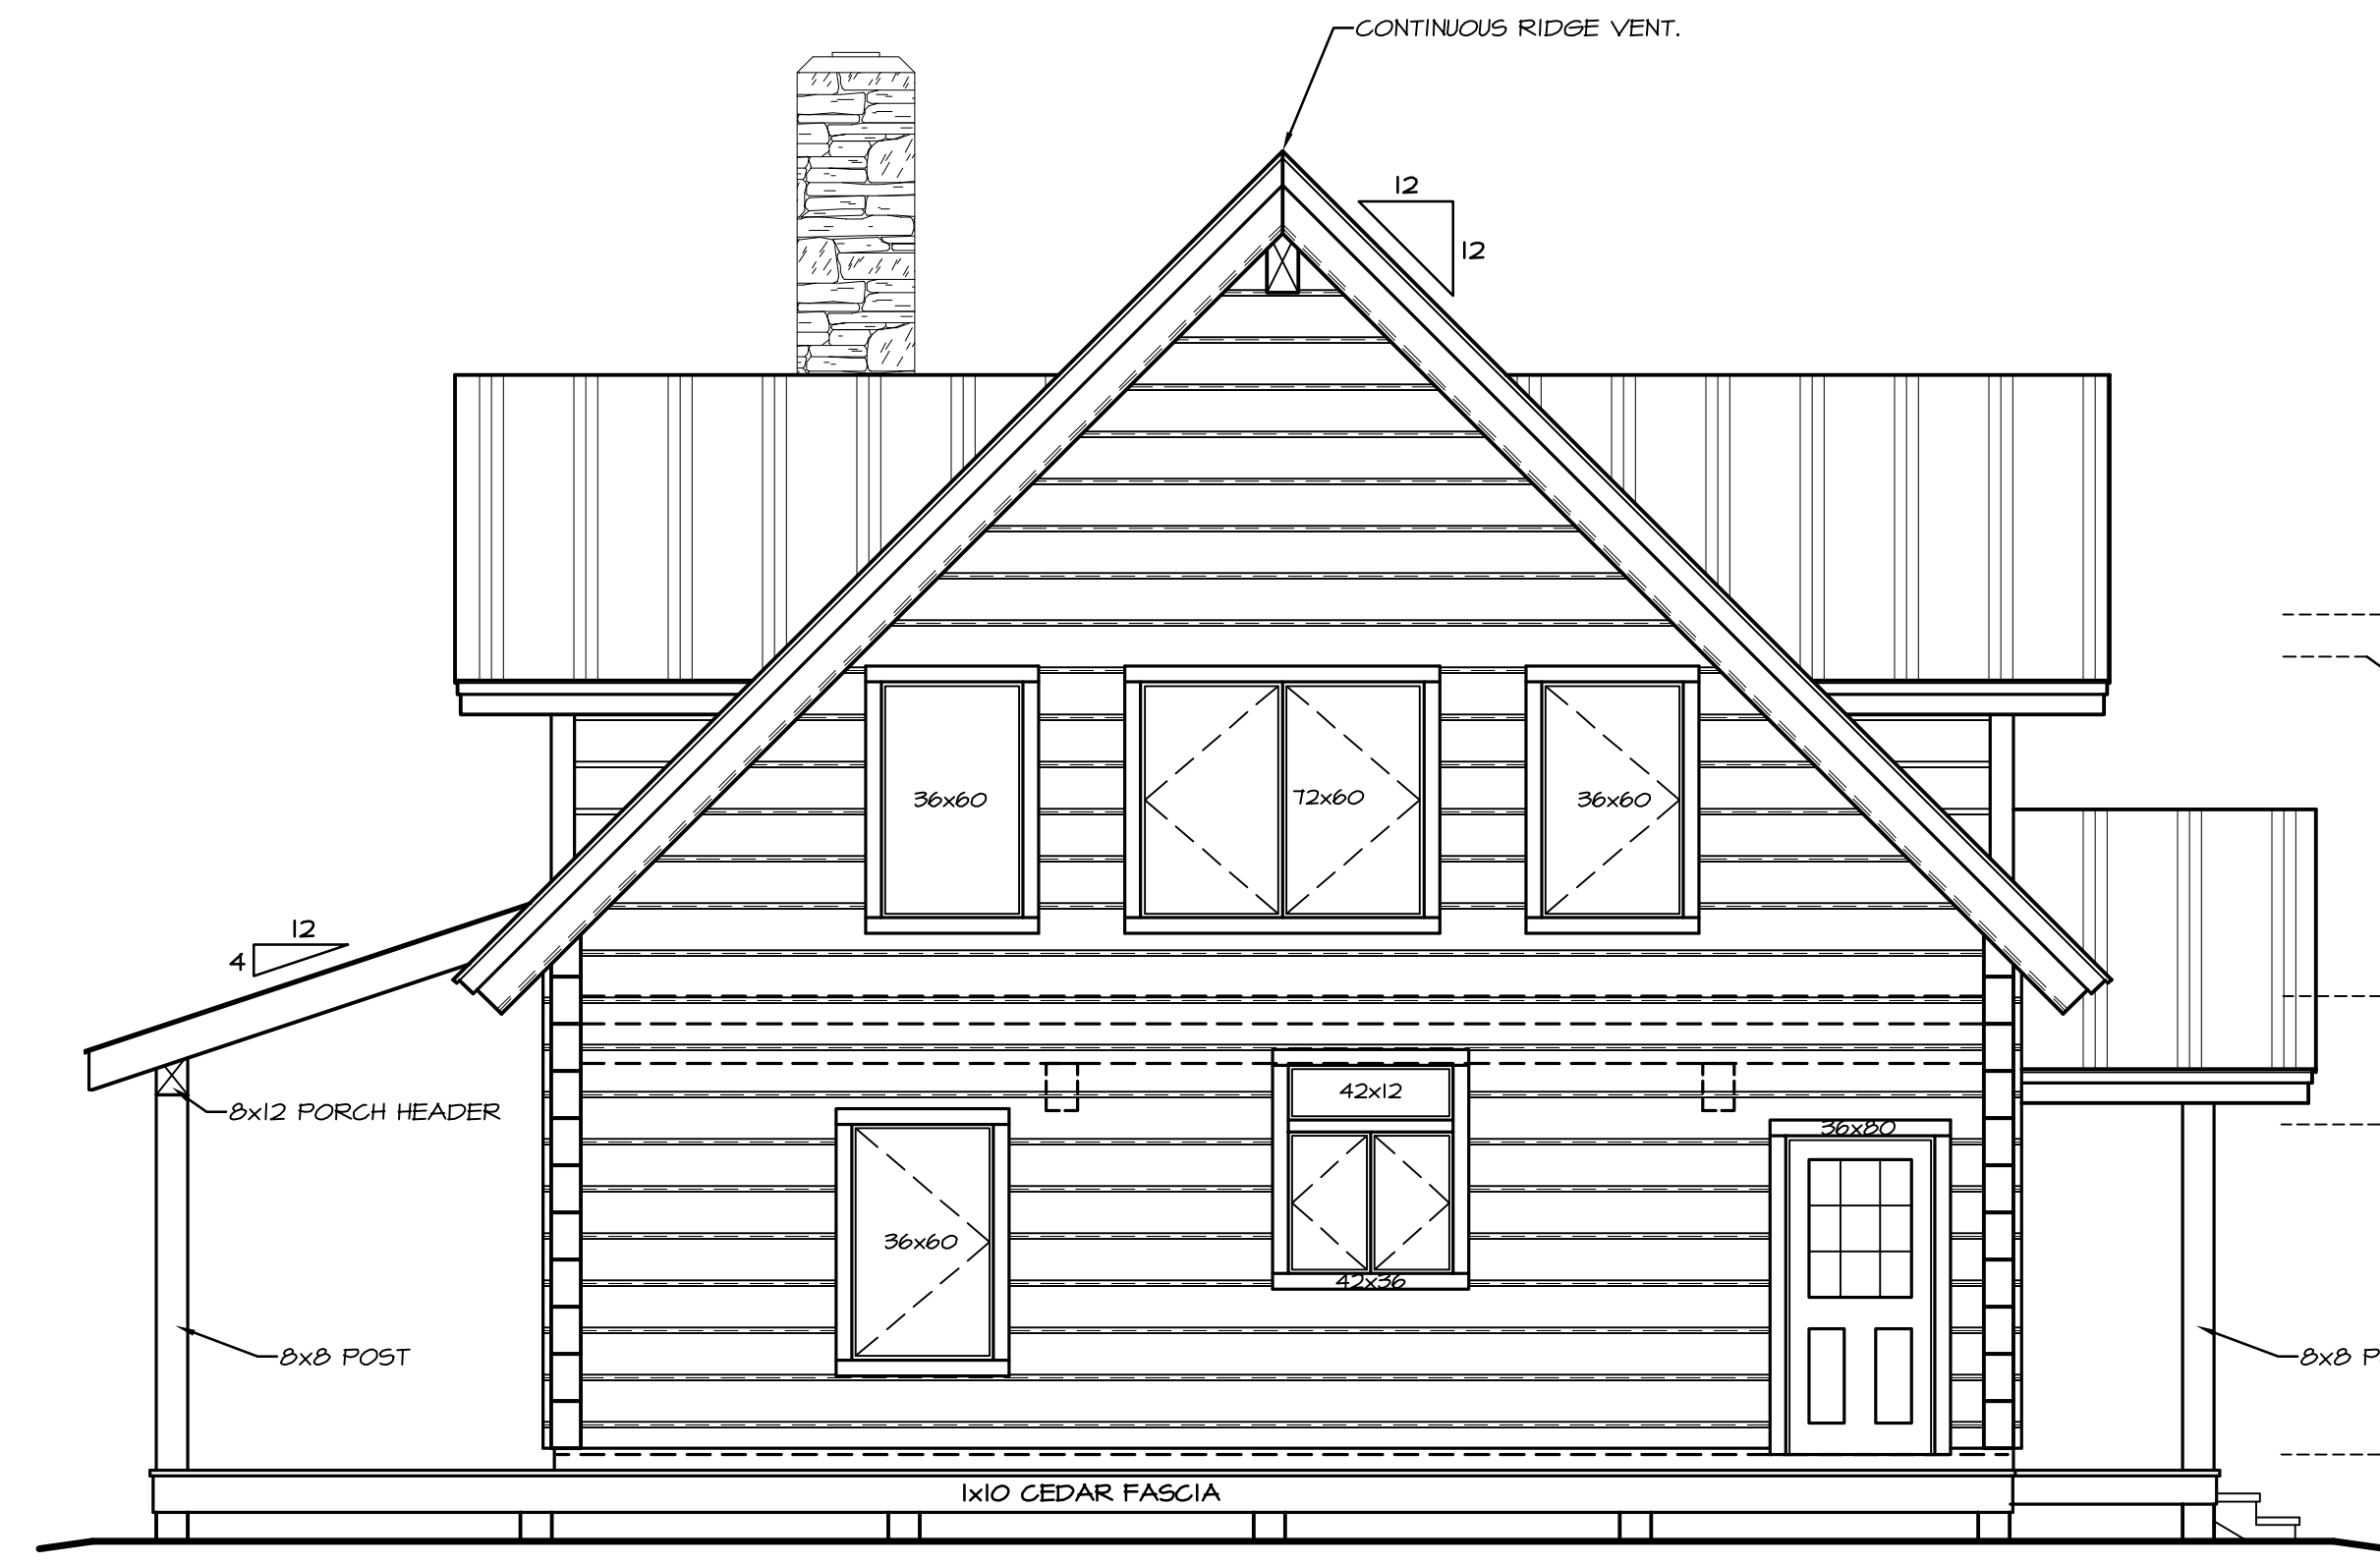 CONTINUOUS RIDGE VENT.
12
12
36x60
72x60
36x60
12
4
42x12
8x12 PORCH HEADER
36x80
36x60
42x36
8x8 POST
8x8 P
1x10 CEDAR FASCIA